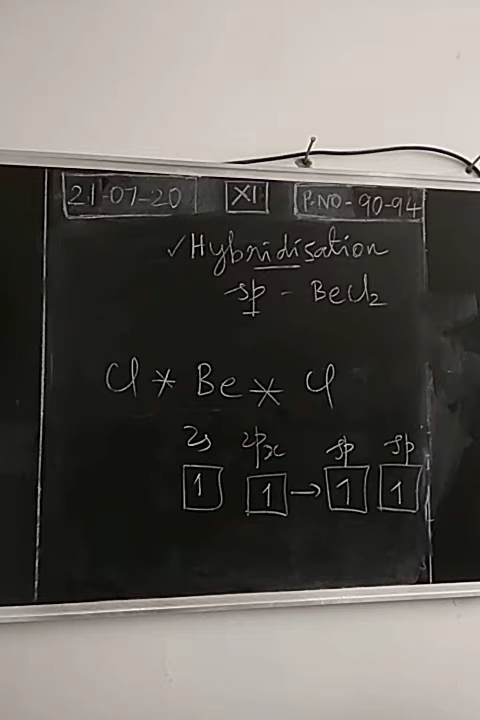 21-07-20 XI P.NO-90-94
✓Hybridisation
sp - BeCl2
Cl * Be * Cl
2s 2px sp sp
1 1 → 1 1